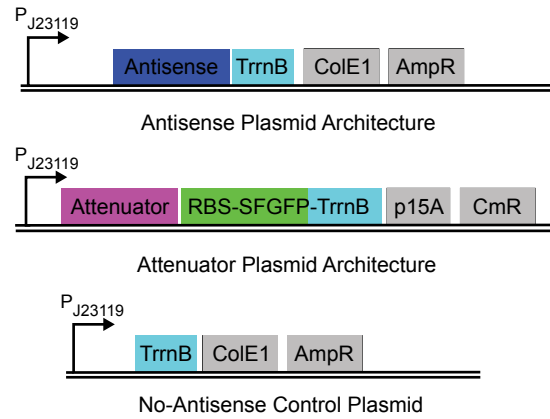 PJ23119
Antisense TrrnB ColE1 AmpR
Antisense Plasmid Architecture
PJ23119
Attenuator RBS-SFGFP-TrrnB p15A CmR
Attenuator Plasmid Architecture
PJ23119
TrrnB ColE1 AmpR
No-Antisense Control Plasmid